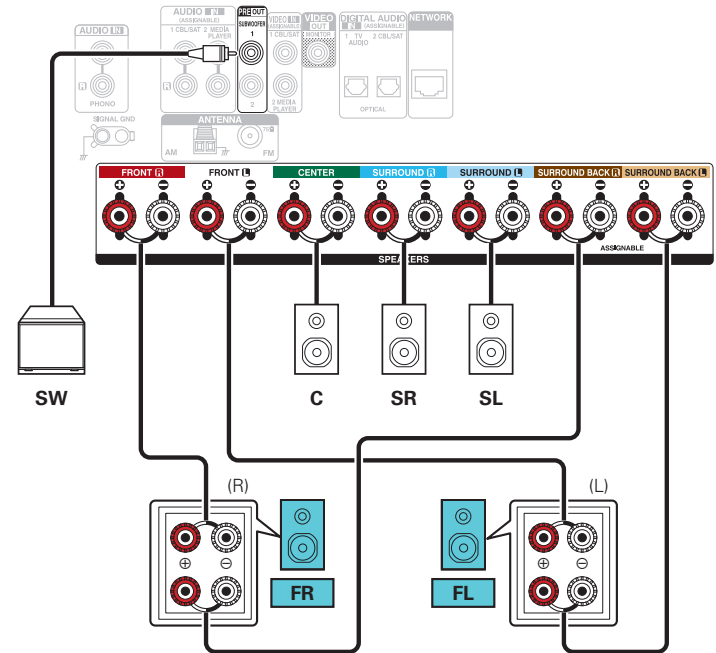 AUDIO IN
PHONO
R
SIGNAL GND
AUDIO IN
(ASSIGNABLE)
1 CBL/SAT 2 MEDIA PLAYER
R
PRE OUT
SUBWOOFER
1
2
VIDEO IN
(ASSIGNABLE)
1 CBL/SAT
2 MEDIA PLAYER
VIDEO OUT
MONITOR
DIGITAL AUDIO IN (ASSIGNABLE)
1 TV AUDIO 2 CBL/SAT
OPTICAL
NETWORK
ANTENNA
AM
75Ω
FM
FRONT R
FRONT L
CENTER
SURROUND R
SURROUND L
SURROUND BACK R
SURROUND BACK L
+ −
+ −
+ −
+ −
+ −
+ −
+ −
ASSIGNABLE
SPEAKERS
SW
C
SR
SL
(R)
(L)
+ −
+ −
FR
FL